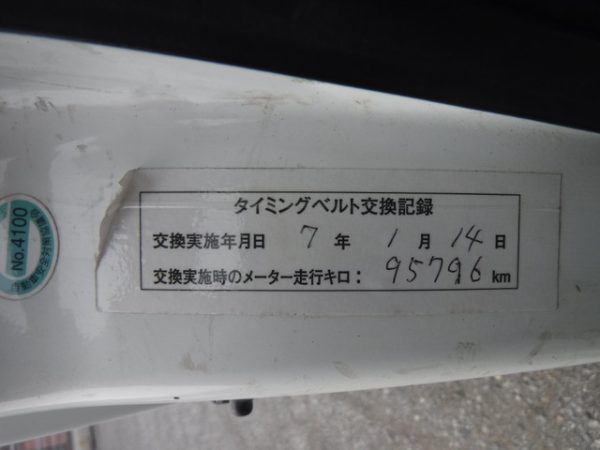 タイミングベルト交換記録
交換実施年月日 7 年 1 月 14 日
交換実施時のメーター走行キロ： 95796 km
No.4100